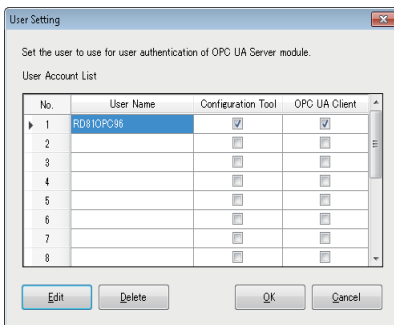 User Setting
Set the user to use for user authentication of OPC UA Server module.
User Account List
No. User Name Configuration Tool OPC UA Client
1 RD81OPC96
2
3
4
5
6
7
8
Edit Delete OK Cancel